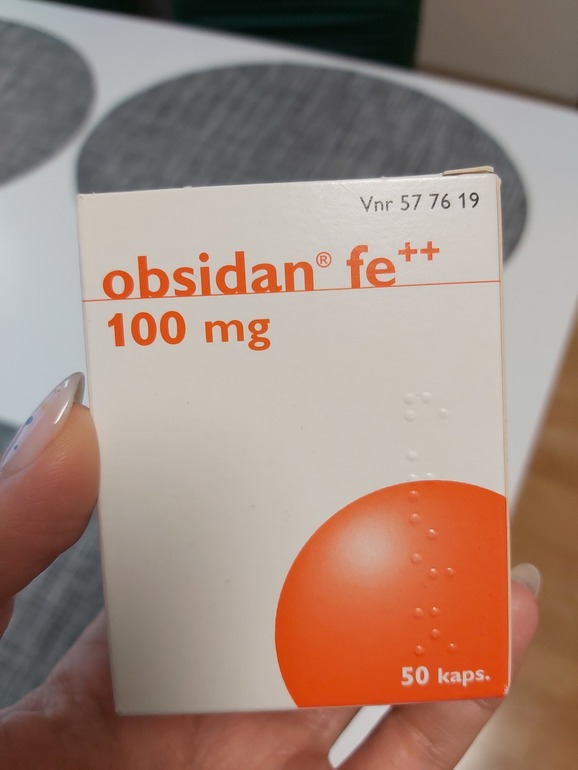 Vnr 57 76 19
obsidan® fe⁺⁺
100 mg
50 kaps.